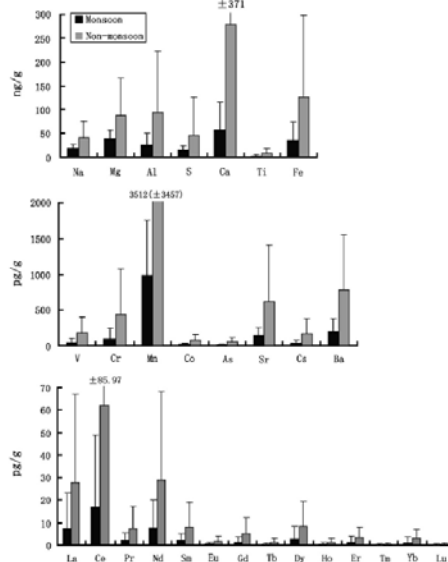 ±371
300
Monsoon
Non-monsoon
250
200
ng/g
150
100
50
0
Na Mg Al S Ca Ti Fe
3512(±3457)
2000
1500
pg/g
1000
500
0
V Cr Mn Co As Sr Cs Ba
±85.97
70
60
50
pg/g
40
30
20
10
0
La Ce Pr Nd Sm Eu Gd Tb Dy Ho Er Tm Yb Lu